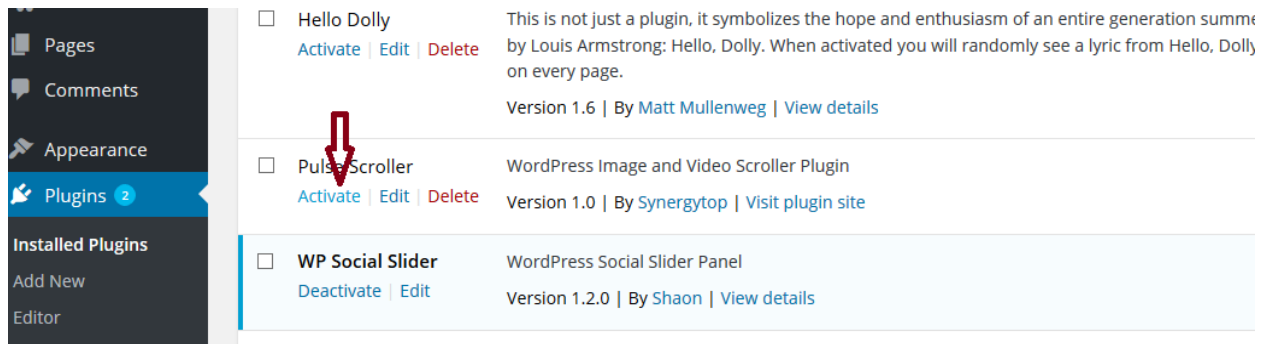 Pages
Comments
Appearance
Plugins 2
Installed Plugins
Add New
Editor
Hello Dolly
Activate | Edit | Delete
This is not just a plugin, it symbolizes the hope and enthusiasm of an entire generation summe
by Louis Armstrong: Hello, Dolly. When activated you will randomly see a lyric from Hello, Dolly
on every page.
Version 1.6 | By Matt Mullenweg | View details
Pulse Scroller
Activate | Edit | Delete
WordPress Image and Video Scroller Plugin
Version 1.0 | By Synergytop | Visit plugin site
WP Social Slider
Deactivate | Edit
WordPress Social Slider Panel
Version 1.2.0 | By Shaon | View details